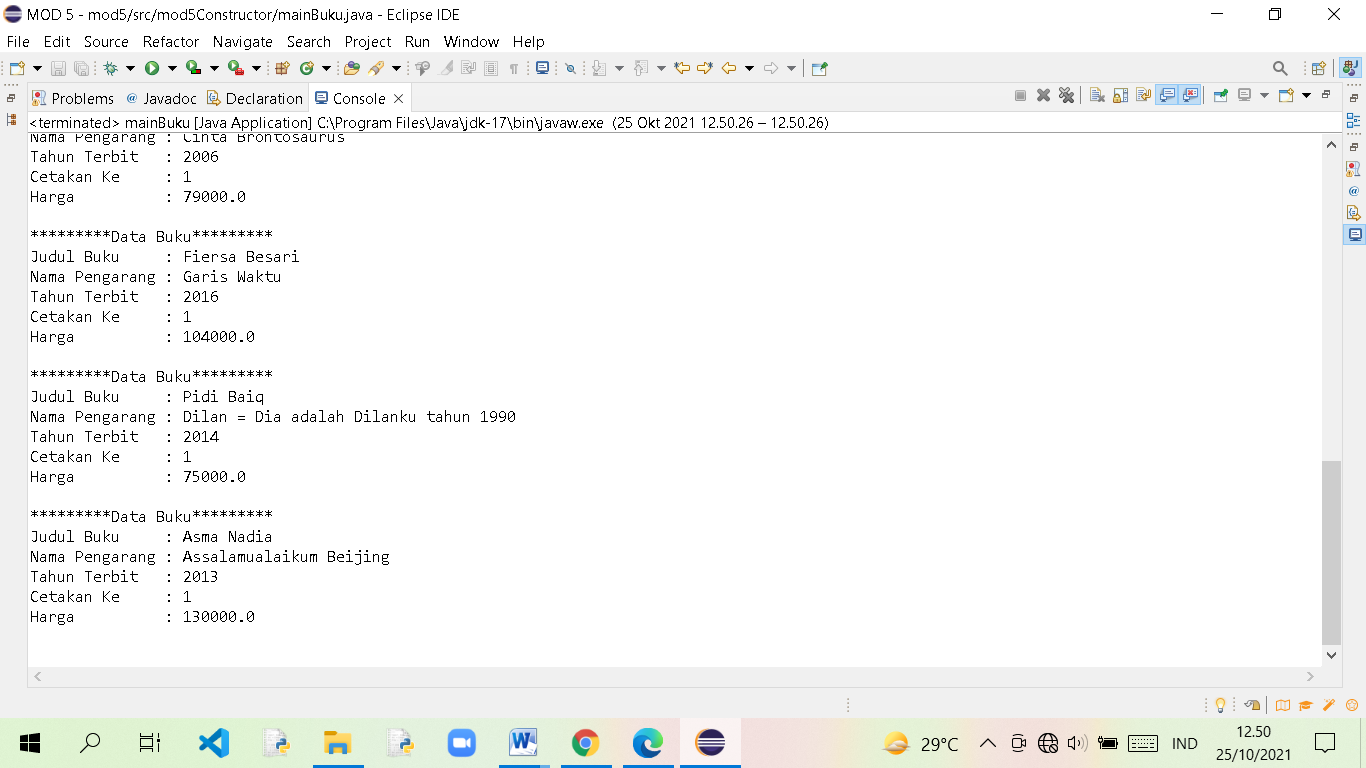 MOD 5 - mod5/src/mod5Constructor/mainBuku.java - Eclipse IDE
File Edit Source Refactor Navigate Search Project Run Window Help
Problems @ Javadoc Declaration Console
<terminated> mainBuku [Java Application] C:\Program Files\Java\jdk-17\bin\javaw.exe (25 Okt 2021 12.50.26 – 12.50.26)
Nama Pengarang : Cinta Brontosaurus
Tahun Terbit : 2006
Cetakan Ke : 1
Harga : 79000.0
*********Data Buku*********
Judul Buku : Fiersa Besari
Nama Pengarang : Garis Waktu
Tahun Terbit : 2016
Cetakan Ke : 1
Harga : 104000.0
*********Data Buku*********
Judul Buku : Pidi Baiq
Nama Pengarang : Dilan = Dia adalah Dilanku tahun 1990
Tahun Terbit : 2014
Cetakan Ke : 1
Harga : 75000.0
*********Data Buku*********
Judul Buku : Asma Nadia
Nama Pengarang : Assalamualaikum Beijing
Tahun Terbit : 2013
Cetakan Ke : 1
Harga : 130000.0
29°C IND 12.50
25/10/2021